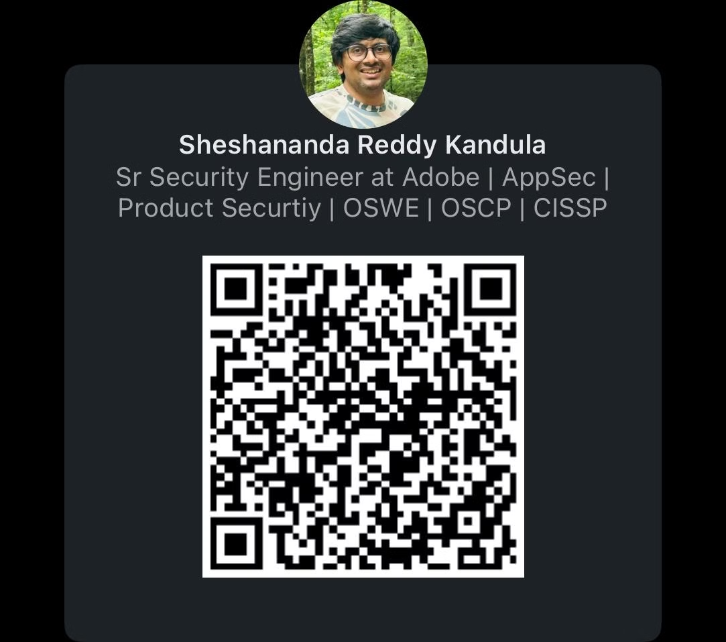 Sheshananda Reddy Kandula
Sr Security Engineer at Adobe | AppSec |
Product Securtiy | OSWE | OSCP | CISSP